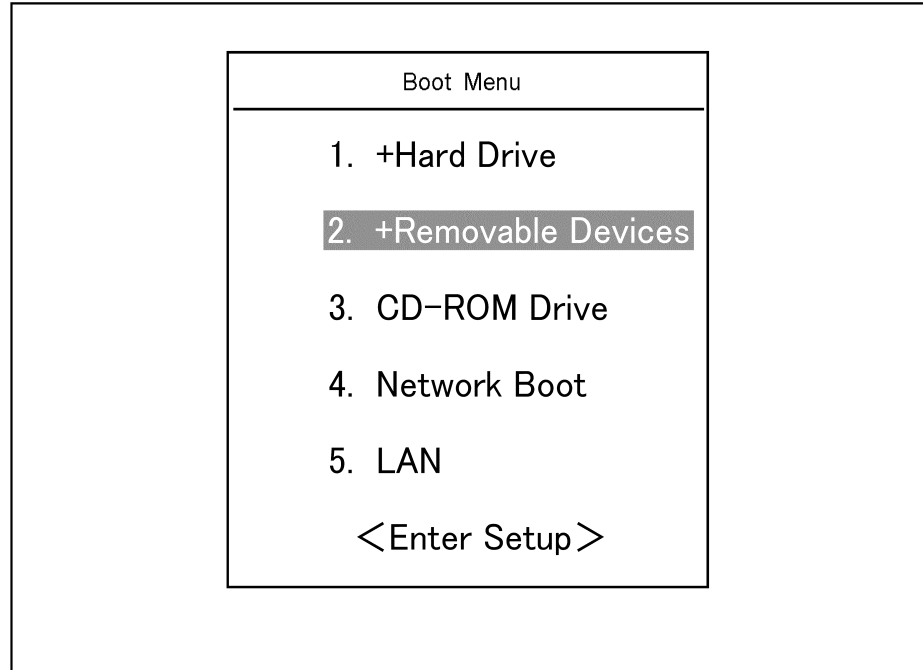 Boot Menu
1. +Hard Drive
2. +Removable Devices
3. CD-ROM Drive
4. Network Boot
5. LAN
<Enter Setup>